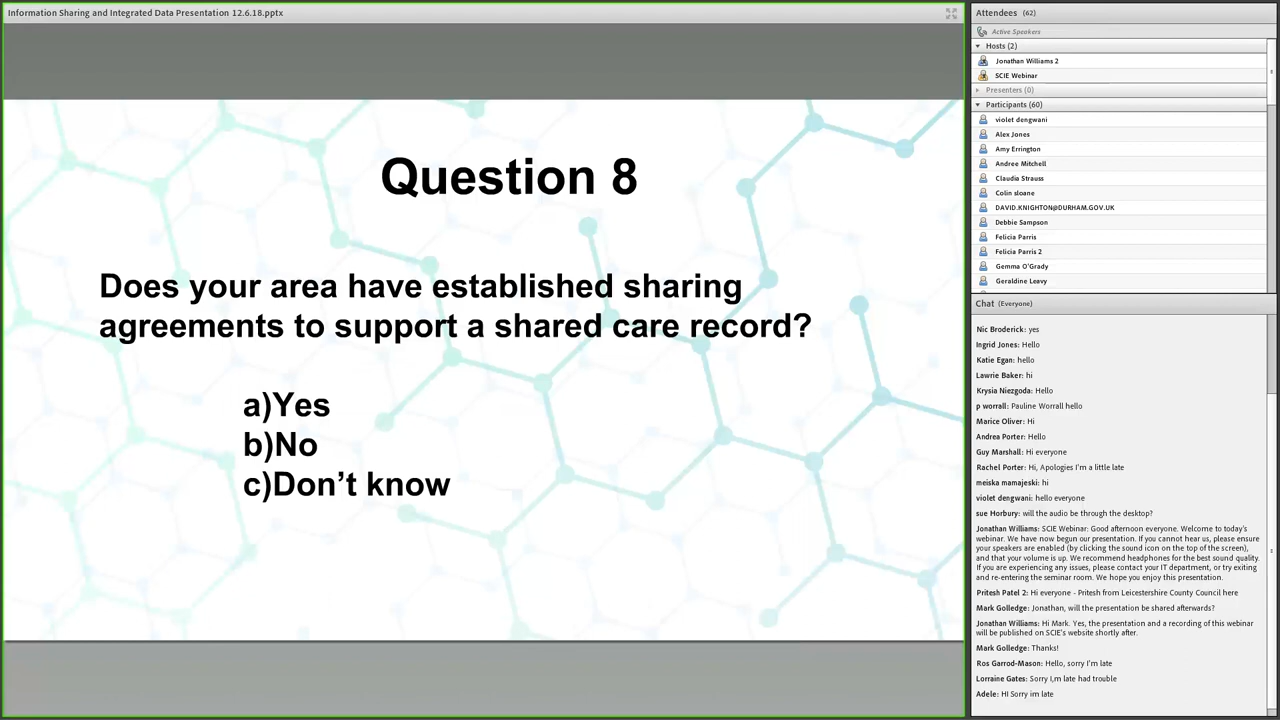 Information Sharing and Integrated Data Presentation 12.6.18.pptx
Question 8
Does your area have established sharing
agreements to support a shared care record?
a)Yes
b)No
c)Don’t know
Attendees (62)
Active Speakers
Hosts (2)
Jonathan Williams 2
SCIE Webinar
Presenters (0)
Participants (60)
violet dengwani
Alex Jones
Amy Errington
Andree Mitchell
Claudia Strauss
Colin sloane
DAVID.KNIGHTON@DURHAM.GOV.UK
Debbie Sampson
Felicia Parris
Felicia Parris 2
Gemma O'Grady
Geraldine Leavy
Chat (Everyone)
Nic Broderick: yes
Ingrid Jones: Hello
Katie Egan: hello
Lawrie Baker: hi
Krysia Niezgoda: Hello
p worrall: Pauline Worrall hello
Marice Oliver: Hi
Andrea Porter: Hello
Guy Marshall: Hi everyone
Rachel Porter: Hi, Apologies I'm a little late
meiska mamajeski: hi
violet dengwani: hello everyone
sue Horbury: will the audio be through the desktop?
Jonathan Williams: SCIE Webinar: Good afternoon everyone. Welcome to today's
webinar. We have now begun our presentation. If you cannot hear us, please ensure
your speakers are enabled (by clicking the sound icon on the top of the screen),
and that your volume is up. We recommend headphones for the best sound quality.
If you are experiencing any issues, please contact your IT department, or try exiting
and re-entering the seminar room. We hope you enjoy this presentation.
Pritesh Patel 2: Hi everyone - Pritesh from Leicestershire County Council here
Mark Golledge: Jonathan, will the presentation be shared afterwards?
Jonathan Williams: Hi Mark. Yes, the presentation and a recording of this webinar
will be published on SCIE's website shortly after.
Mark Golledge: Thanks!
Ros Garrod-Mason: Hello, sorry I'm late
Lorraine Gates: Sorry I,m late had trouble
Adele: HI Sorry im late